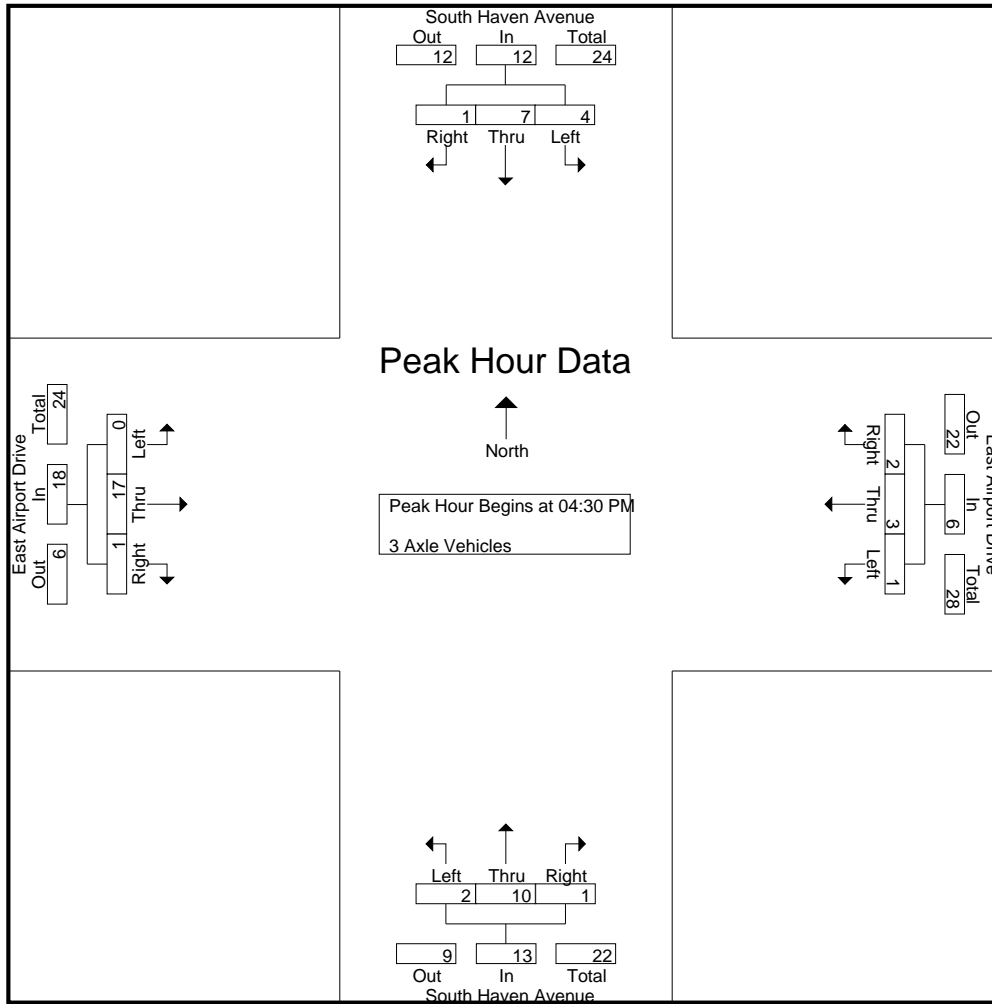 South Haven Avenue
Out In Total
12 12 24
1 7 4
Right Thru Left
Peak Hour Data
North
Peak Hour Begins at 04:30 PM
3 Axle Vehicles
East Airport Drive
Out In Total
6 18 24
Right Thru Left
1 17 0
East Airport Drive
Out In Total
22 6 28
Right Thru Left
2 3 1
Left Thru Right
2 10 1
9 13 22
Out In Total
South Haven Avenue